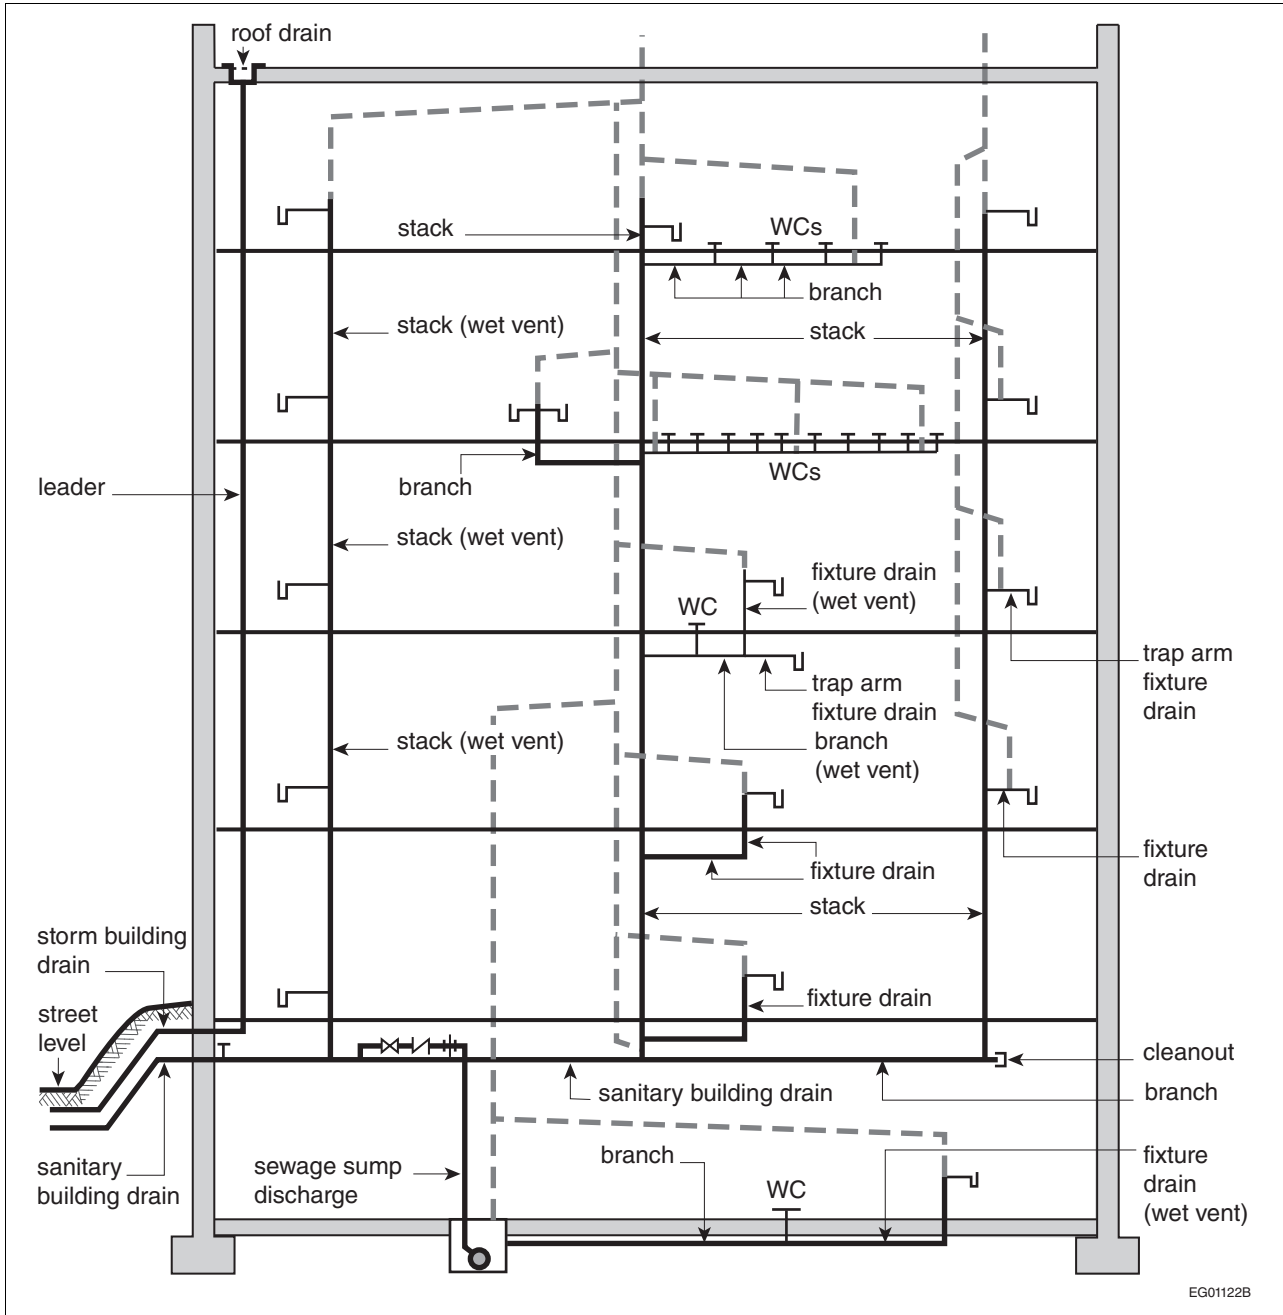 roof drain
stack
WCs
branch
stack (wet vent)
stack
leader
branch
WCs
stack (wet vent)
fixture drain
(wet vent)
WC
trap arm
fixture
drain
trap arm
fixture drain
branch
(wet vent)
stack (wet vent)
fixture drain
fixture
drain
stack
storm building
drain
fixture drain
street
level
cleanout
sanitary building drain
branch
sanitary
building drain
sewage sump
discharge
branch
WC
fixture
drain
(wet vent)
EG01122B